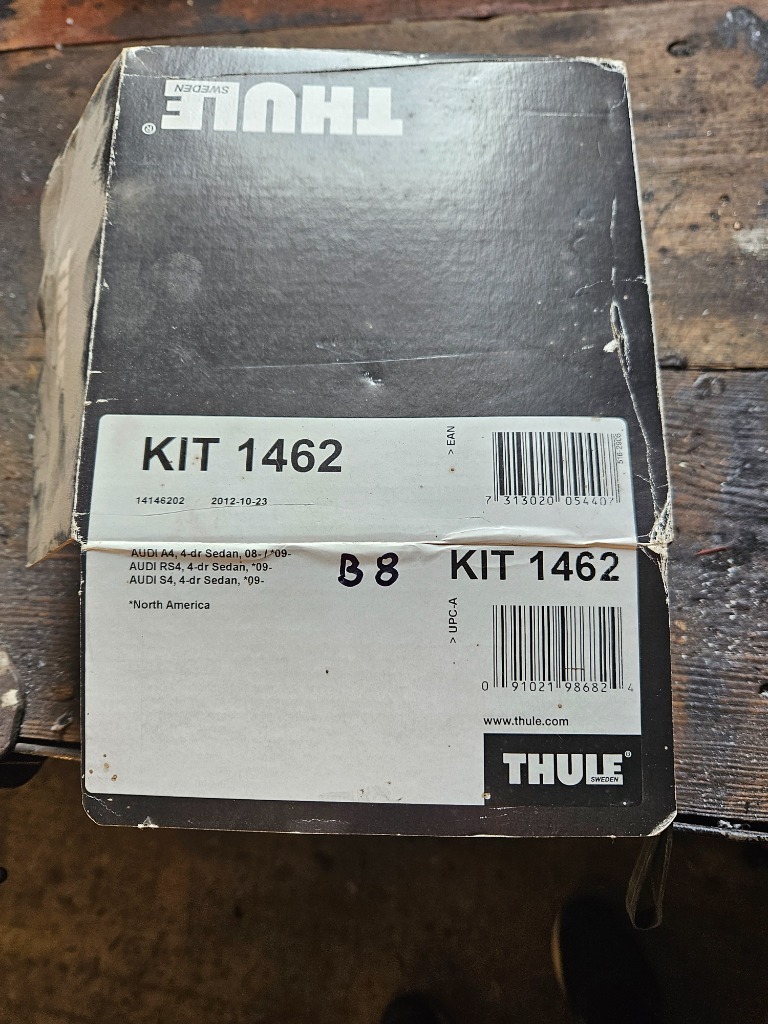 THULE
SWEDEN
®
KIT 1462
> EAN
14146202 2012-10-23
7 313020 054407
AUDI A4, 4-dr Sedan, 08- / *09-
AUDI RS4, 4-dr Sedan, *09-
AUDI S4, 4-dr Sedan, *09-
*North America
B8
KIT 1462
> UPC-A
0 91021 98682 4
www.thule.com
THULE®
SWEDEN